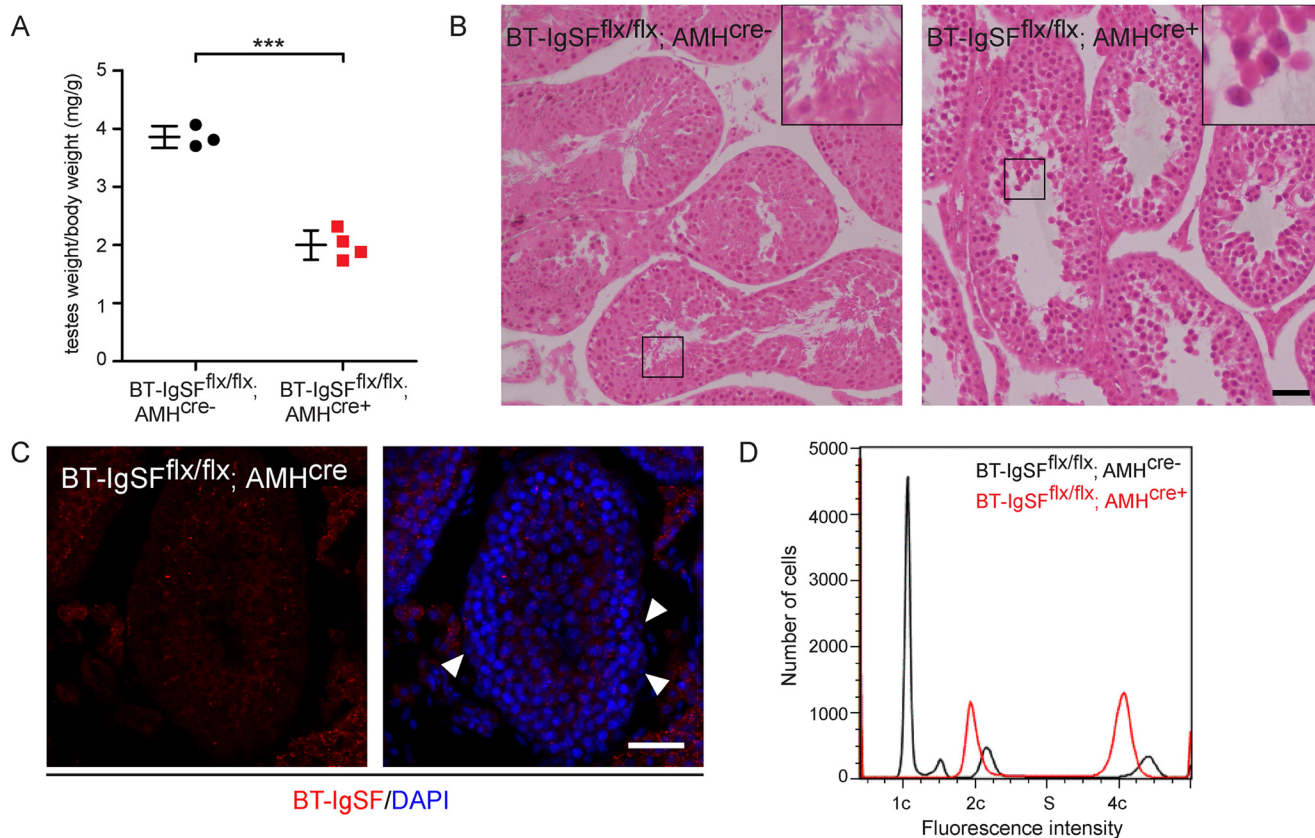 A
***
testes weight/body weight (mg/g)
5
4
3
2
1
0
BT-IgSFflx/flx;
AMHcre-
BT-IgSFflx/flx;
AMHcre+
B
BT-IgSFflx/flx; AMHcre-
BT-IgSFflx/flx; AMHcre+
C
BT-IgSFflx/flx; AMHcre
BT-IgSF/DAPI
D
Number of cells
5000
4000
3000
2000
1000
0
BT-IgSFflx/flx; AMHcre-
BT-IgSFflx/flx; AMHcre+
1c
2c
S
4c
Fluorescence intensity